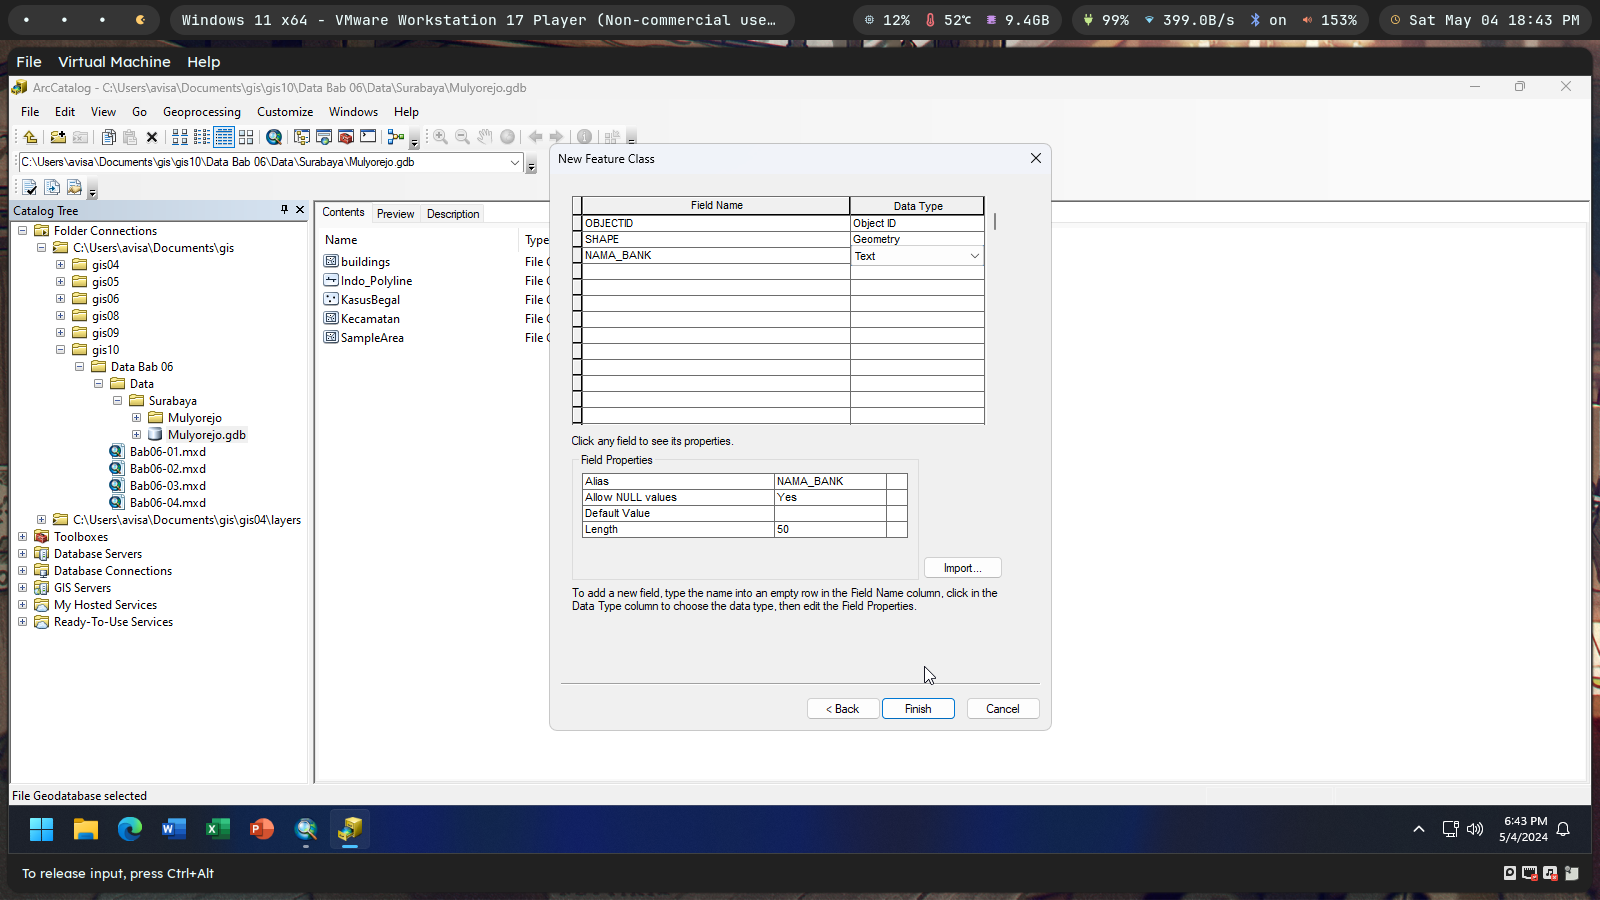 Windows 11 x64 - VMware Workstation 17 Player (Non-commercial use…
12%
52℃
9.4GB
99%
399.0B/s
on
153%
Sat May 04 18:43 PM
File Virtual Machine Help
ArcCatalog - C:\Users\avisa\Documents\gis\gis10\Data Bab 06\Data\Surabaya\Mulyorejo.gdb
File Edit View Go Geoprocessing Customize Windows Help
C:\Users\avisa\Documents\gis\gis10\Data Bab 06\Data\Surabaya\Mulyorejo.gdb
Catalog Tree
Folder Connections
C:\Users\avisa\Documents\gis
gis04
gis05
gis06
gis08
gis09
gis10
Data Bab 06
Data
Surabaya
Mulyorejo
Mulyorejo.gdb
Bab06-01.mxd
Bab06-02.mxd
Bab06-03.mxd
Bab06-04.mxd
C:\Users\avisa\Documents\gis\gis04\layers
Toolboxes
Database Servers
Database Connections
GIS Servers
My Hosted Services
Ready-To-Use Services
Contents Preview Description
Name Type
buildings File
Indo_Polyline File
KasusBegal File
Kecamatan File
SampleArea File
New Feature Class
Field Name Data Type
OBJECTID Object ID
SHAPE Geometry
NAMA_BANK Text
Click any field to see its properties.
Field Properties
Alias NAMA_BANK
Allow NULL values Yes
Default Value
Length 50
Import...
To add a new field, type the name into an empty row in the Field Name column, click in the
Data Type column to choose the data type, then edit the Field Properties.
< Back Finish Cancel
File Geodatabase selected
6:43 PM
5/4/2024
To release input, press Ctrl+Alt